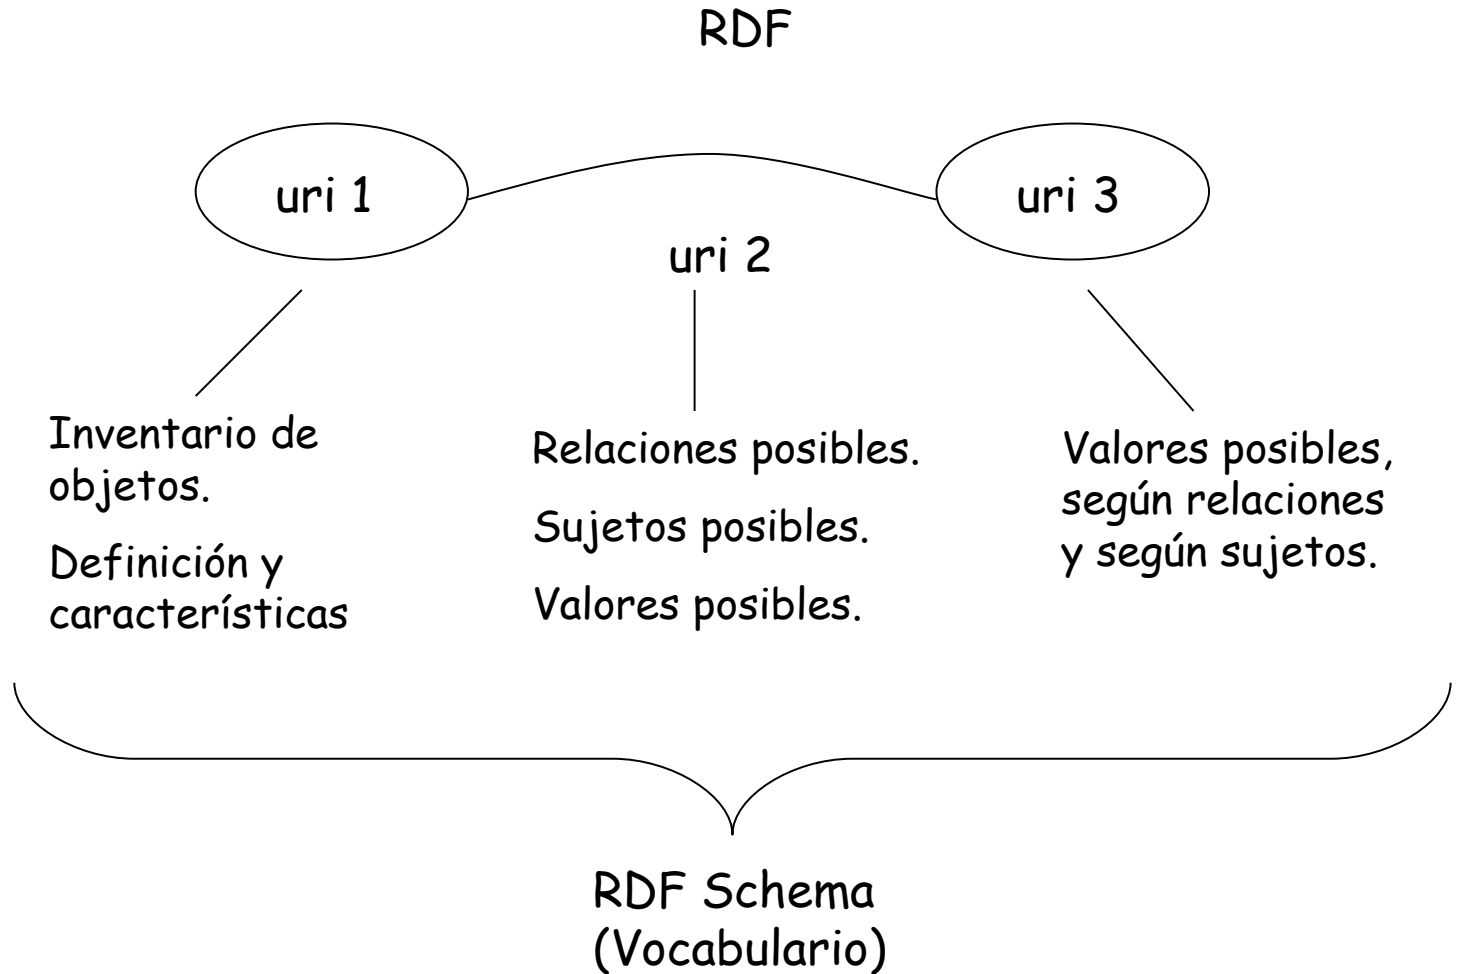 RDF
uri 1
uri 3
uri 2
Inventario de
objetos.
Definición y
características
Relaciones posibles.
Sujetos posibles.
Valores posibles.
Valores posibles,
según relaciones
y según sujetos.
RDF Schema
(Vocabulario)